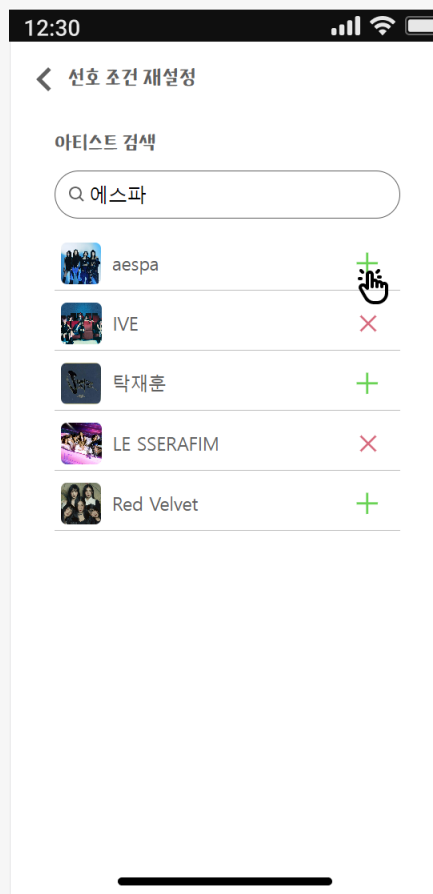 12:30
선호 조건 재설정
아티스트 검색
에스파
aespa
IVE
탁재훈
LE SSERAFIM
Red Velvet